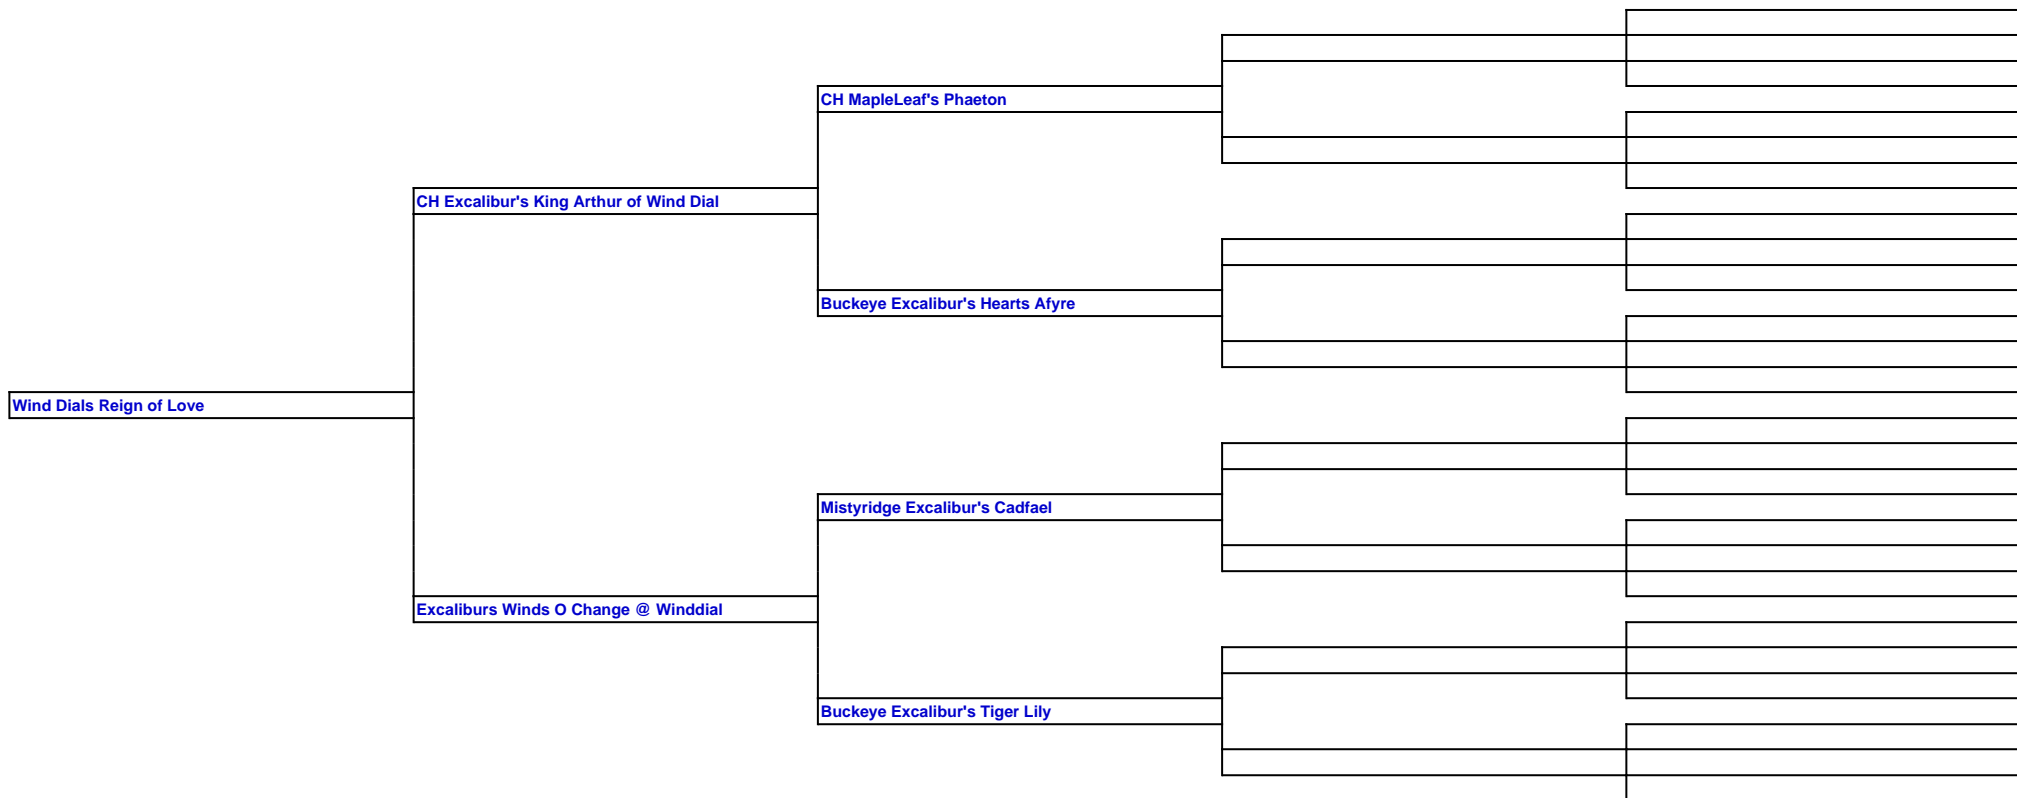 CH MapleLeaf's Phaeton
CH Excalibur's King Arthur of Wind Dial
Buckeye Excalibur's Hearts Afyre
Wind Dials Reign of Love
Mistyridge Excalibur's Cadfael
Excaliburs Winds O Change @ Winddial
Buckeye Excalibur's Tiger Lily